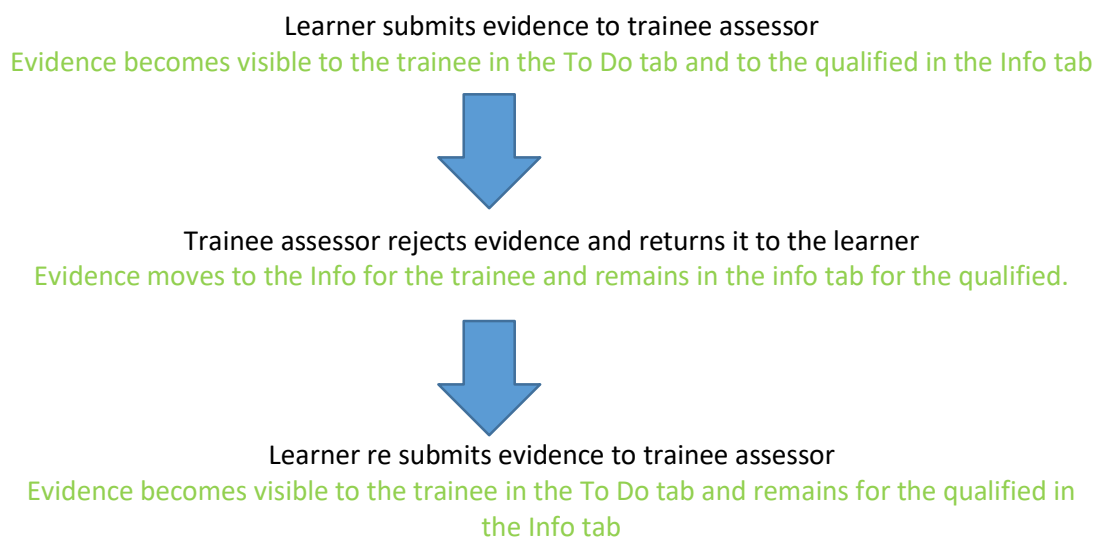 Learner submits evidence to trainee assessor
Evidence becomes visible to the trainee in the To Do tab and to the qualified in the Info tab
Trainee assessor rejects evidence and returns it to the learner
Evidence moves to the Info for the trainee and remains in the info tab for the qualified.
Learner re submits evidence to trainee assessor
Evidence becomes visible to the trainee in the To Do tab and remains for the qualified in
the Info tab